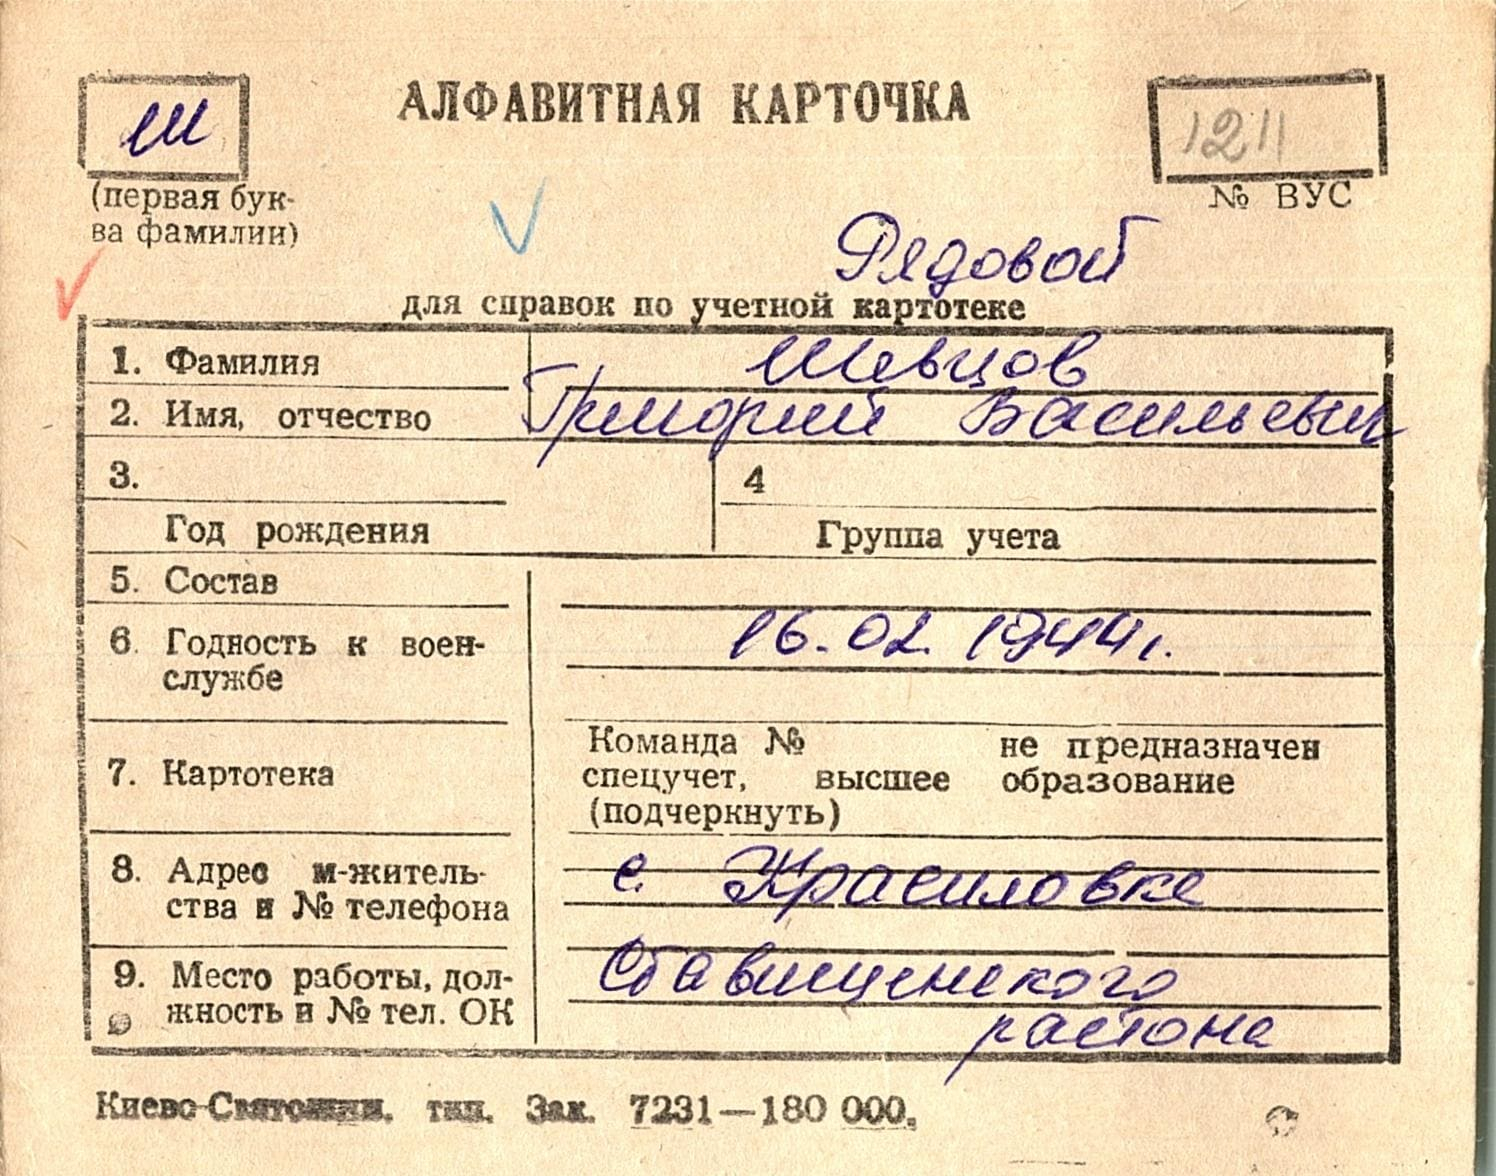 Ш
АЛФАВИТНАЯ КАРТОЧКА
1211
(первая бук-
ва фамилии)
№ ВУС
Рядовой
для справок по учетной картотеке
1. Фамилия Шевцов
2. Имя, отчество Григорий Васильевич
3. 4
Год рождения Группа учета
5. Состав
6 Годность к воен-
службе
16.02.1944г.
7. Картотека
Команда № не предназначен
спецучет, высшее образование
(подчеркнуть)
8. Адрес м-житель-
ства и № телефона
с. Красиловка
9. Место работы, дол-
жность и № тел. ОК
Ставищенского
района
Киево-Святошин. тип. Зак. 7231—180 000.